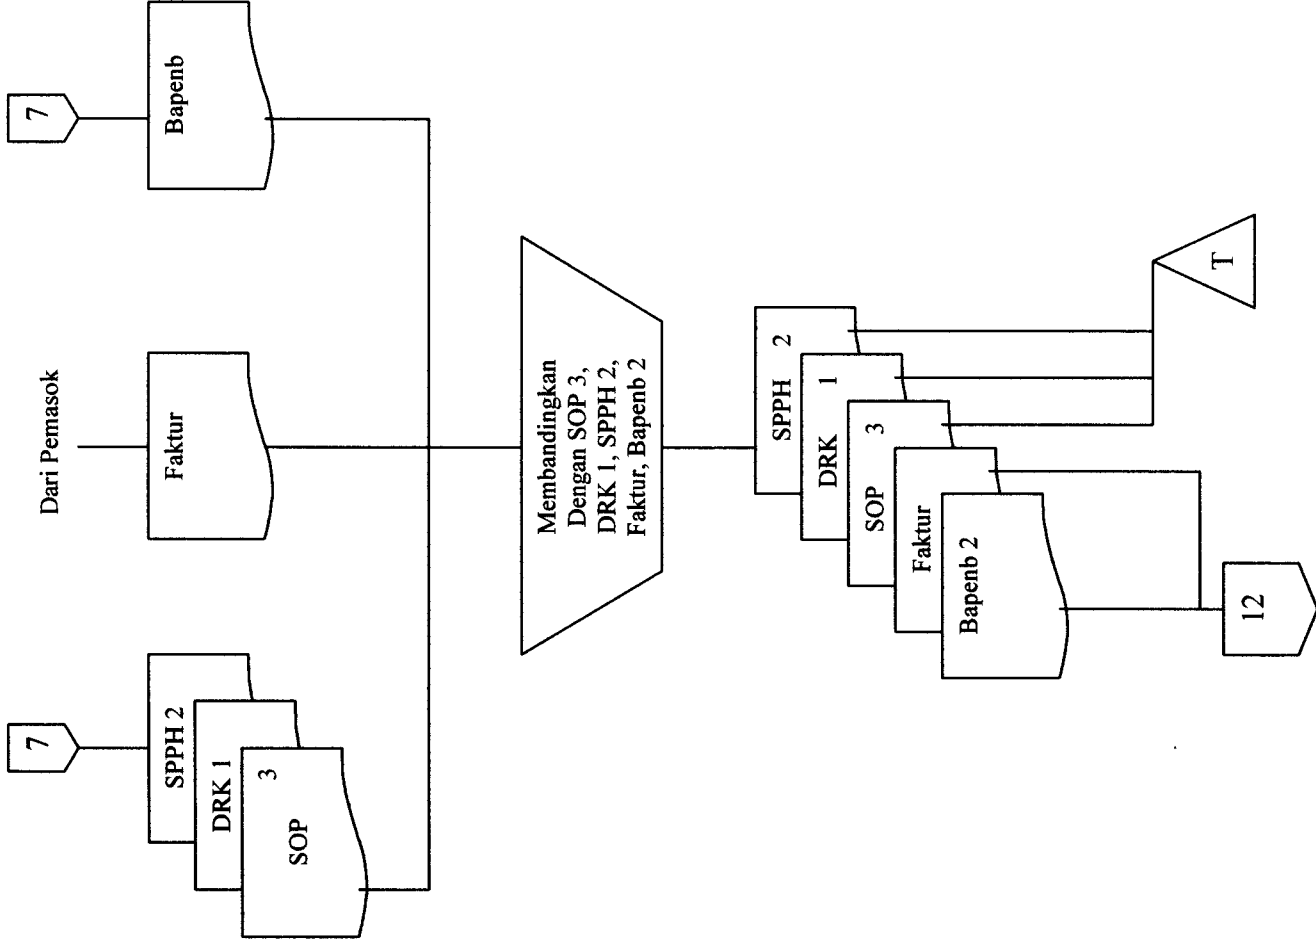 7
SPPH 2
DRK 1
3
SOP
Dari Pemasok
Faktur
7
Bapenb
Membandingkan
Dengan SOP 3,
DRK 1, SPPH 2,
Faktur, Bapenb 2
SPPH 2
DRK 1
SOP 3
Faktur
Bapenb 2
T
12